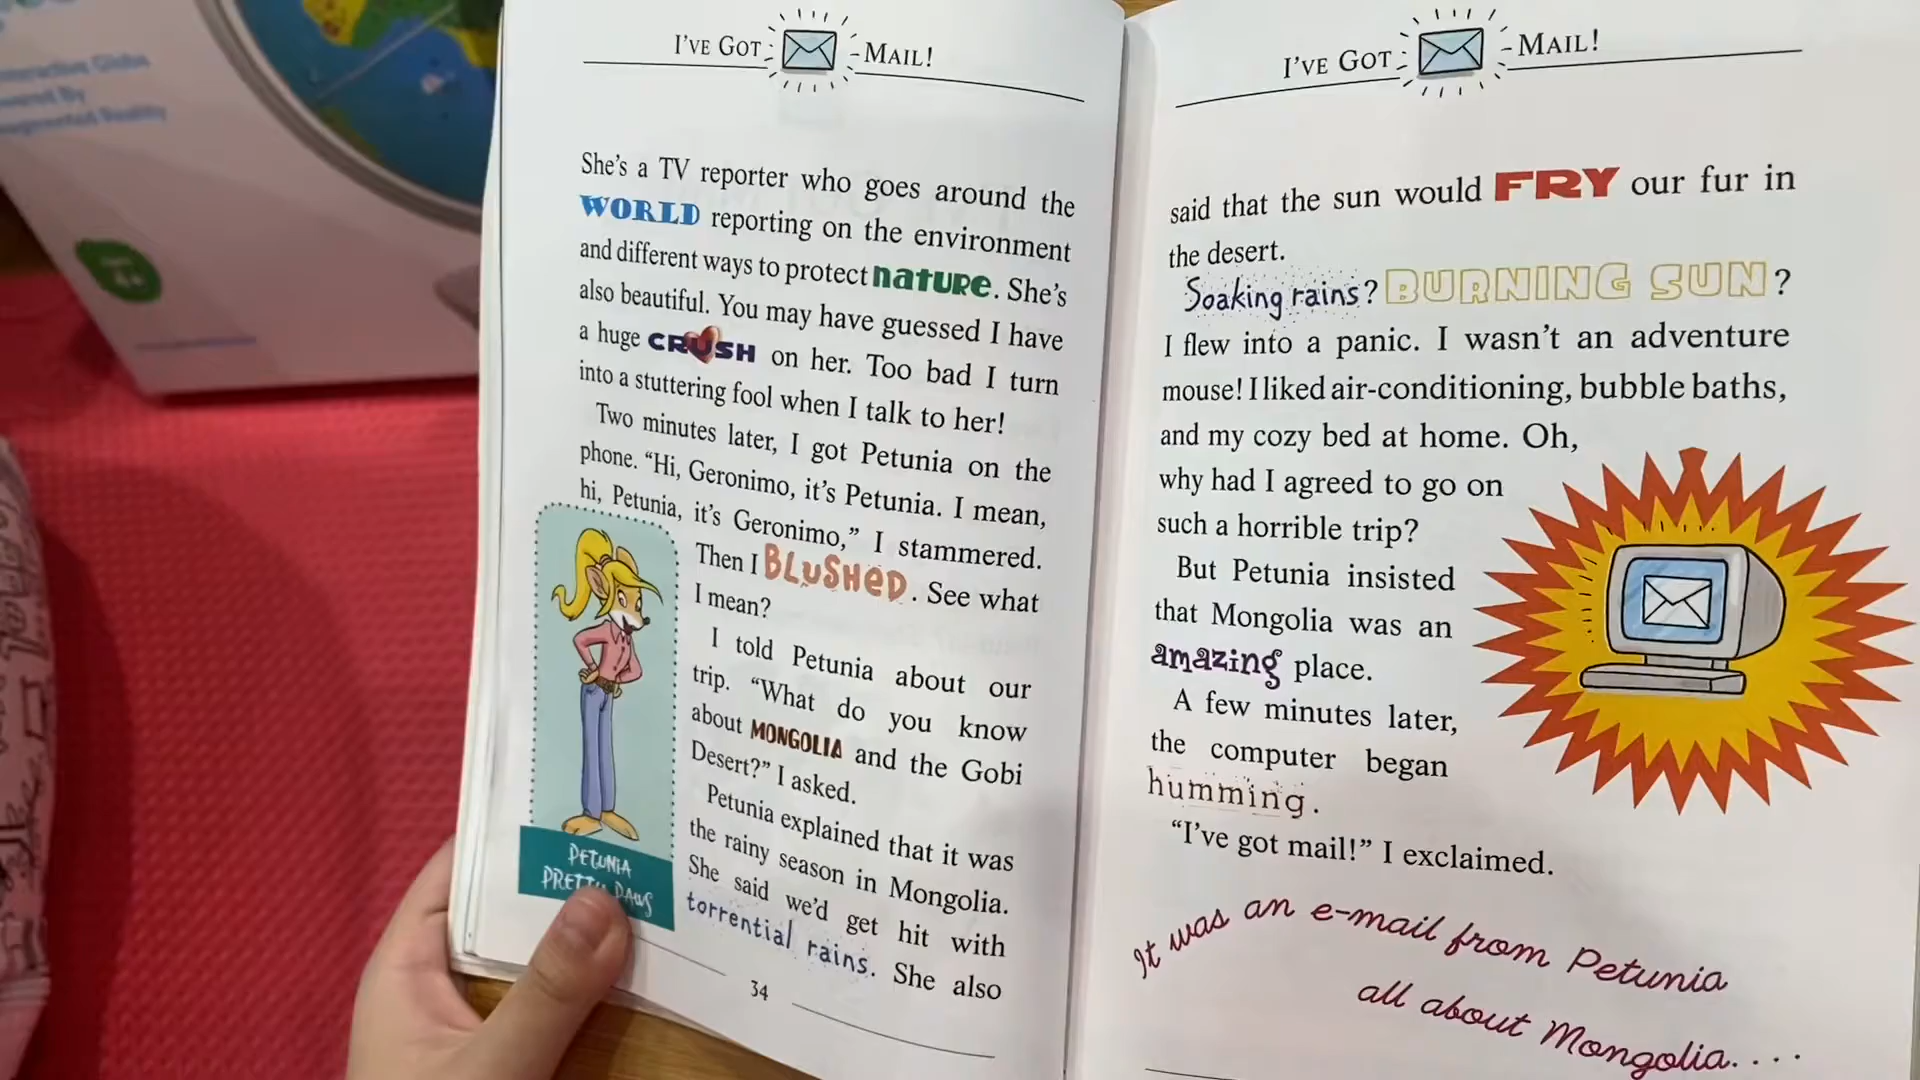 Interactive Globe
Powered By
Augmented Reality
I'VE GOT MAIL!
She's a TV reporter who goes around the
WORLD reporting on the environment
and different ways to protect nature. She's
also beautiful. You may have guessed I have
a huge CRUSH on her. Too bad I turn
into a stuttering fool when I talk to her!
Two minutes later, I got Petunia on the
phone. “Hi, Geronimo, it's Petunia. I mean,
hi, Petunia, it's Geronimo,” I stammered.
Then I BLUSHED. See what
I mean?
I told Petunia about our
trip. “What do you know
about MONGOLIA and the Gobi
Desert?” I asked.
Petunia explained that it was
the rainy season in Mongolia.
She said we'd get hit with
torrential rains. She also
PETUNIA
PRETTY PAWS
34
I'VE GOT MAIL!
said that the sun would FRY our fur in
the desert.
Soaking rains? BURNING SUN?
I flew into a panic. I wasn't an adventure
mouse! I liked air-conditioning, bubble baths,
and my cozy bed at home. Oh,
why had I agreed to go on
such a horrible trip?
But Petunia insisted
that Mongolia was an
amazing place.
A few minutes later,
the computer began
humming.
“I've got mail!” I exclaimed.
It was an e-mail from Petunia
all about Mongolia. . . .